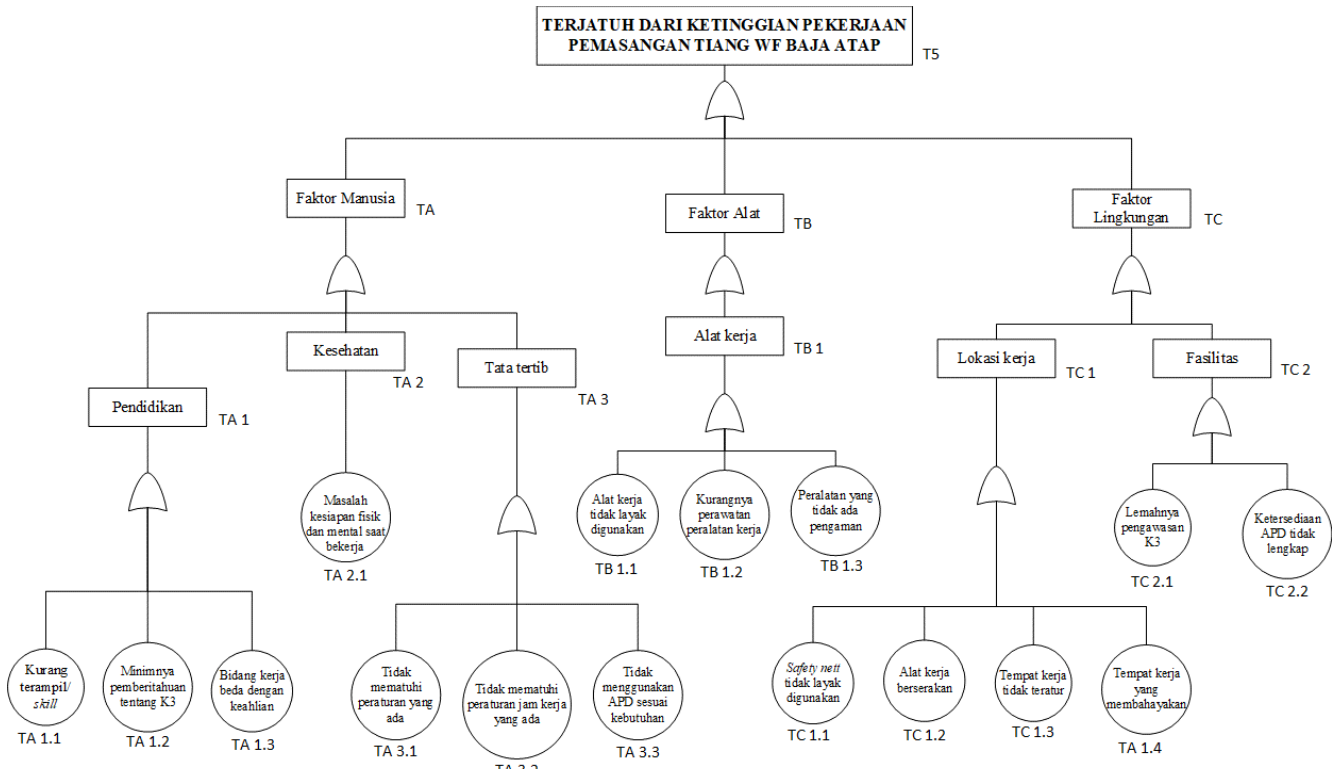 TERJATUH DARI KETINGGIAN PEKERJAAN
PEMASANGAN TIANG WF BAJA ATAP
T5
Faktor Manusia
TA
Faktor Alat
TB
Faktor
Lingkungan
TC
Pendidikan
TA 1
Kesehatan
TA 2
Tata tertib
TA 3
Alat kerja
TB 1
Lokasi kerja
TC 1
Fasilitas
TC 2
Masalah
kesiapan fisik
dan mental saat
bekerja
TA 2.1
Alat kerja
tidak layak
digunakan
TB 1.1
Kurangnya
perawatan
peralatan kerja
TB 1.2
Peralatan yang
tidak ada
pengaman
TB 1.3
Lemahnya
pengawasan
K3
TC 2.1
Ketersediaan
APD tidak
lengkap
TC 2.2
Kurang
terampil/
skill
TA 1.1
Minimnya
pemberitahuan
tentang K3
TA 1.2
Bidang kerja
beda dengan
keahlian
TA 1.3
Tidak
mematuhi
peraturan yang
ada
TA 3.1
Tidak mematuhi
peraturan jam kerja
yang ada
TA 3.2
Tidak
menggunakan
APD sesuai
kebutuhan
TA 3.3
Safety nett
tidak layak
digunakan
TC 1.1
Alat kerja
berserakan
TC 1.2
Tempat kerja
tidak teratur
TC 1.3
Tempat kerja
yang
membahayakan
TA 1.4